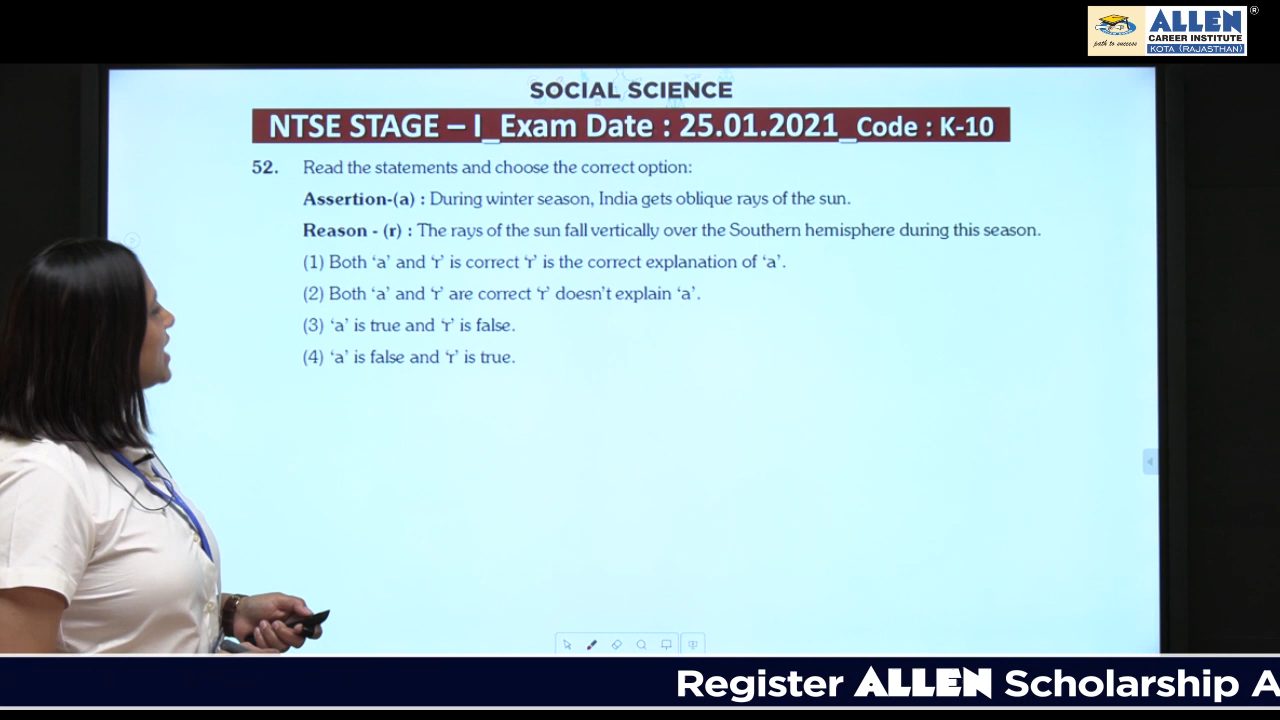 ALLEN
®
CAREER INSTITUTE
path to success
KOTA (RAJASTHAN)
SOCIAL SCIENCE
NTSE STAGE – I_Exam Date : 25.01.2021_Code : K-10
52. Read the statements and choose the correct option:
Assertion-(a) : During winter season, India gets oblique rays of the sun.
Reason - (r) : The rays of the sun fall vertically over the Southern hemisphere during this season.
(1) Both ‘a’ and ‘r’ is correct ‘r’ is the correct explanation of ‘a’.
(2) Both ‘a’ and ‘r’ are correct ‘r’ doesn’t explain ‘a’.
(3) ‘a’ is true and ‘r’ is false.
(4) ‘a’ is false and ‘r’ is true.
Register ALLEN Scholarship A